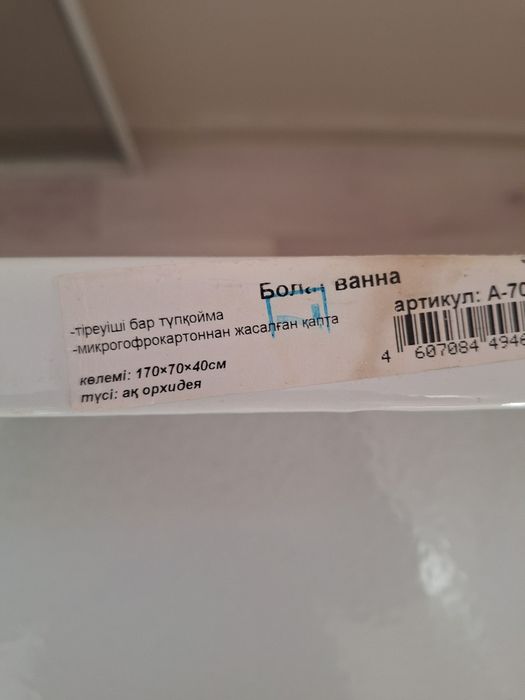 ванна
артикул: А-70
-тіреуіші бар түпқойма
-микрогофрокартоннан жасалған қапта
көлемі: 170×70×40см
түсі: ақ орхидея
4 607084 4946